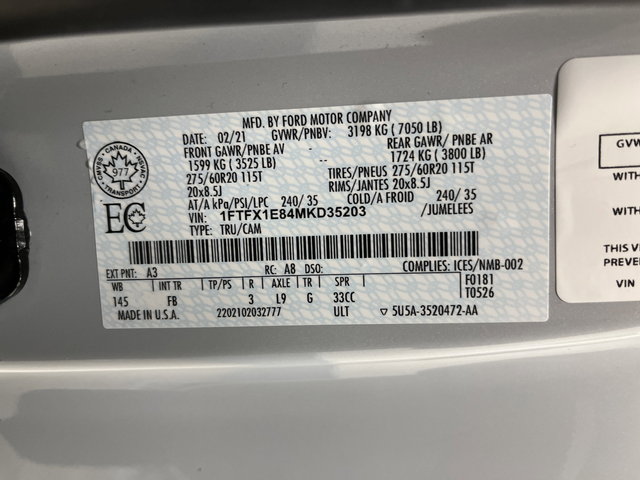 MFD. BY FORD MOTOR COMPANY
DATE: 02/21 GVWR/PNBV: 3198 KG ( 7050 LB)
FRONT GAWR/PNBE AV REAR GAWR/ PNBE AR
1599 KG ( 3525 LB) -- 1724 KG ( 3800 LB)
275/60R20 115T TIRES/PNEUS 275/60R20 115T
20x8.5J RIMS/JANTES 20x8.5J
AT/A kPa/PSI/LPC 240/ 35 COLD/A FROID 240/ 35
VIN: 1FTFX1E84MKD35203 /JUMELEES
TYPE: TRU/CAM
CMVSS - CANADA - NSVAC
977
TRANSPORT
EC
EXT PNT: A3 RC: A8 DSO: COMPLIES: ICES/NMB-002
WB INT TR TP/PS R AXLE TR SPR F0181
145 FB 3 L9 G 33CC T0526
MADE IN U.S.A. 2202102032777 ULT ▽ 5U5A-3520472-AA
GVW
WITH
WITH
PREVE
VIN